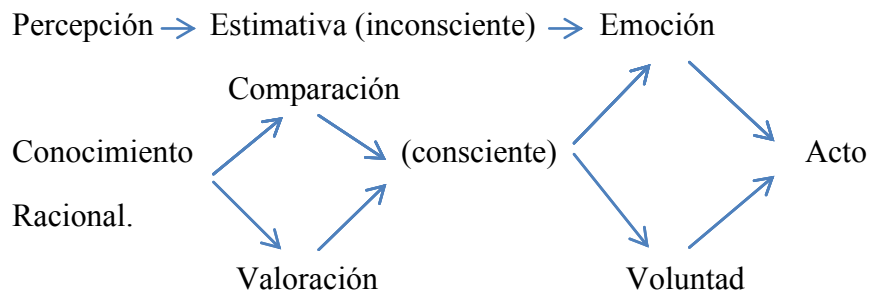 Percepción → Estimativa (inconsciente) → Emoción
Comparación
Conocimiento (consciente) Acto
Racional.
Valoración Voluntad